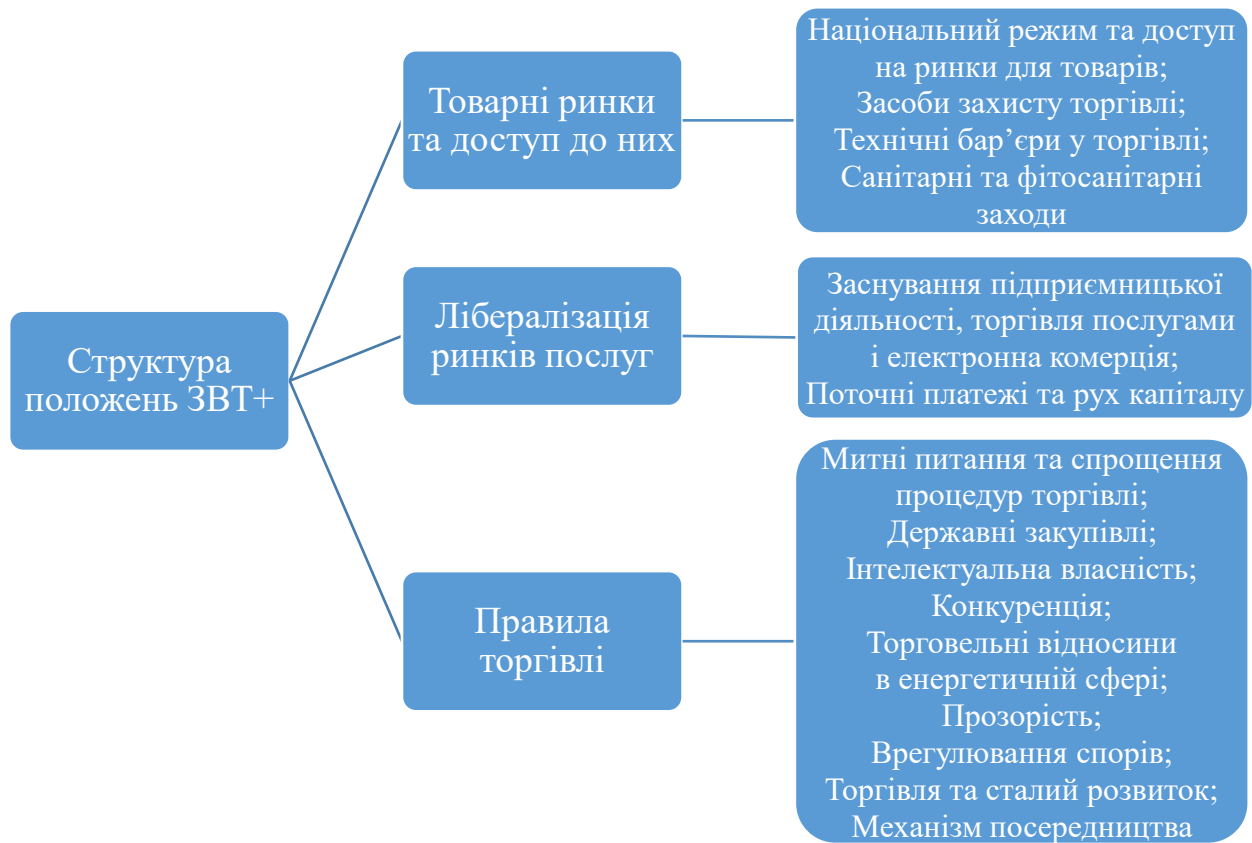 Структура
положень ЗВТ+
Товарні ринки
та доступ до них
Національний режим та доступ
на ринки для товарів;
Засоби захисту торгівлі;
Технічні бар’єри у торгівлі;
Санітарні та фітосанітарні
заходи
Лібералізація
ринків послуг
Заснування підприємницької
діяльності, торгівля послугами
і електронна комерція;
Поточні платежі та рух капіталу
Правила
торгівлі
Митні питання та спрощення
процедур торгівлі;
Державні закупівлі;
Інтелектуальна власність;
Конкуренція;
Торговельні відносини
в енергетичній сфері;
Прозорість;
Врегулювання спорів;
Торгівля та сталий розвиток;
Механізм посередництва